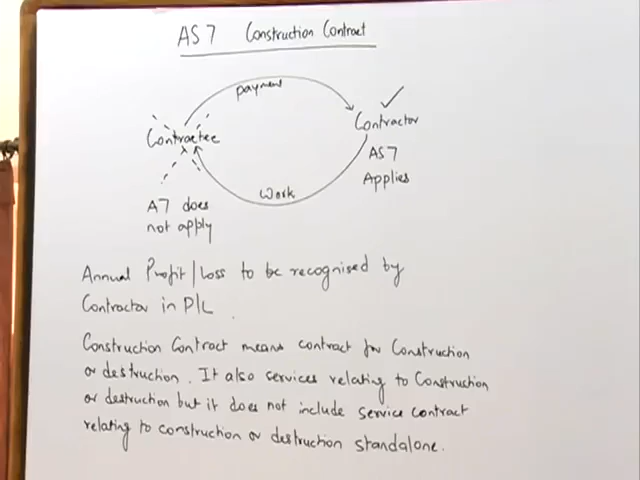 AS 7 Construction Contract
payment
Contractee
Contractor
AS 7
Applies
Work
A7 does
not apply
Annual Profit/Loss to be recognised by
Contractor in P/L
Construction Contract means contract for Construction
or destruction. It also services relating to Construction
or destruction but it does not include service contract
relating to construction or destruction standalone.